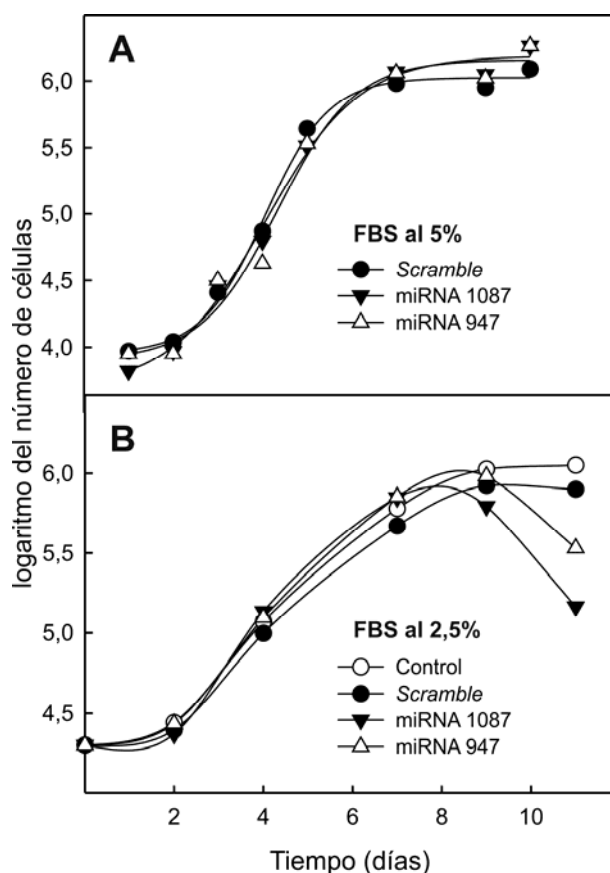 A
6,0
5,5
5,0
4,5
4,0
FBS al 5%
Scramble
miRNA 1087
miRNA 947
logaritmo del número de células
B
6,0
5,5
5,0
4,5
FBS al 2,5%
Control
Scramble
miRNA 1087
miRNA 947
2 4 6 8 10
Tiempo (días)